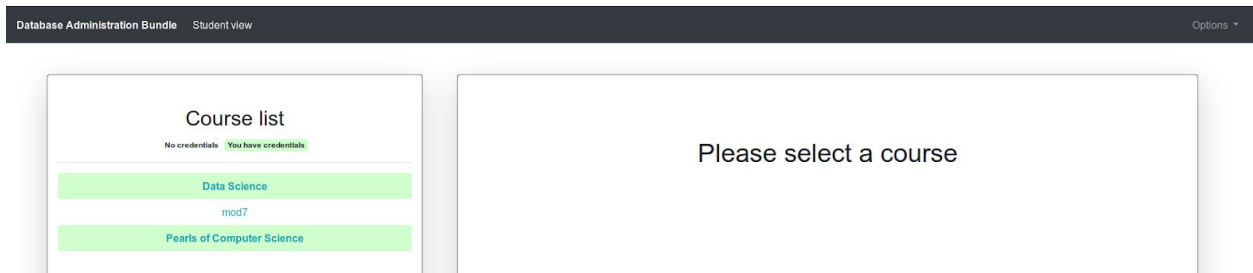 Database Administration Bundle Student view Options
Course list
No credentials You have credentials
Data Science
mod7
Pearls of Computer Science
Please select a course